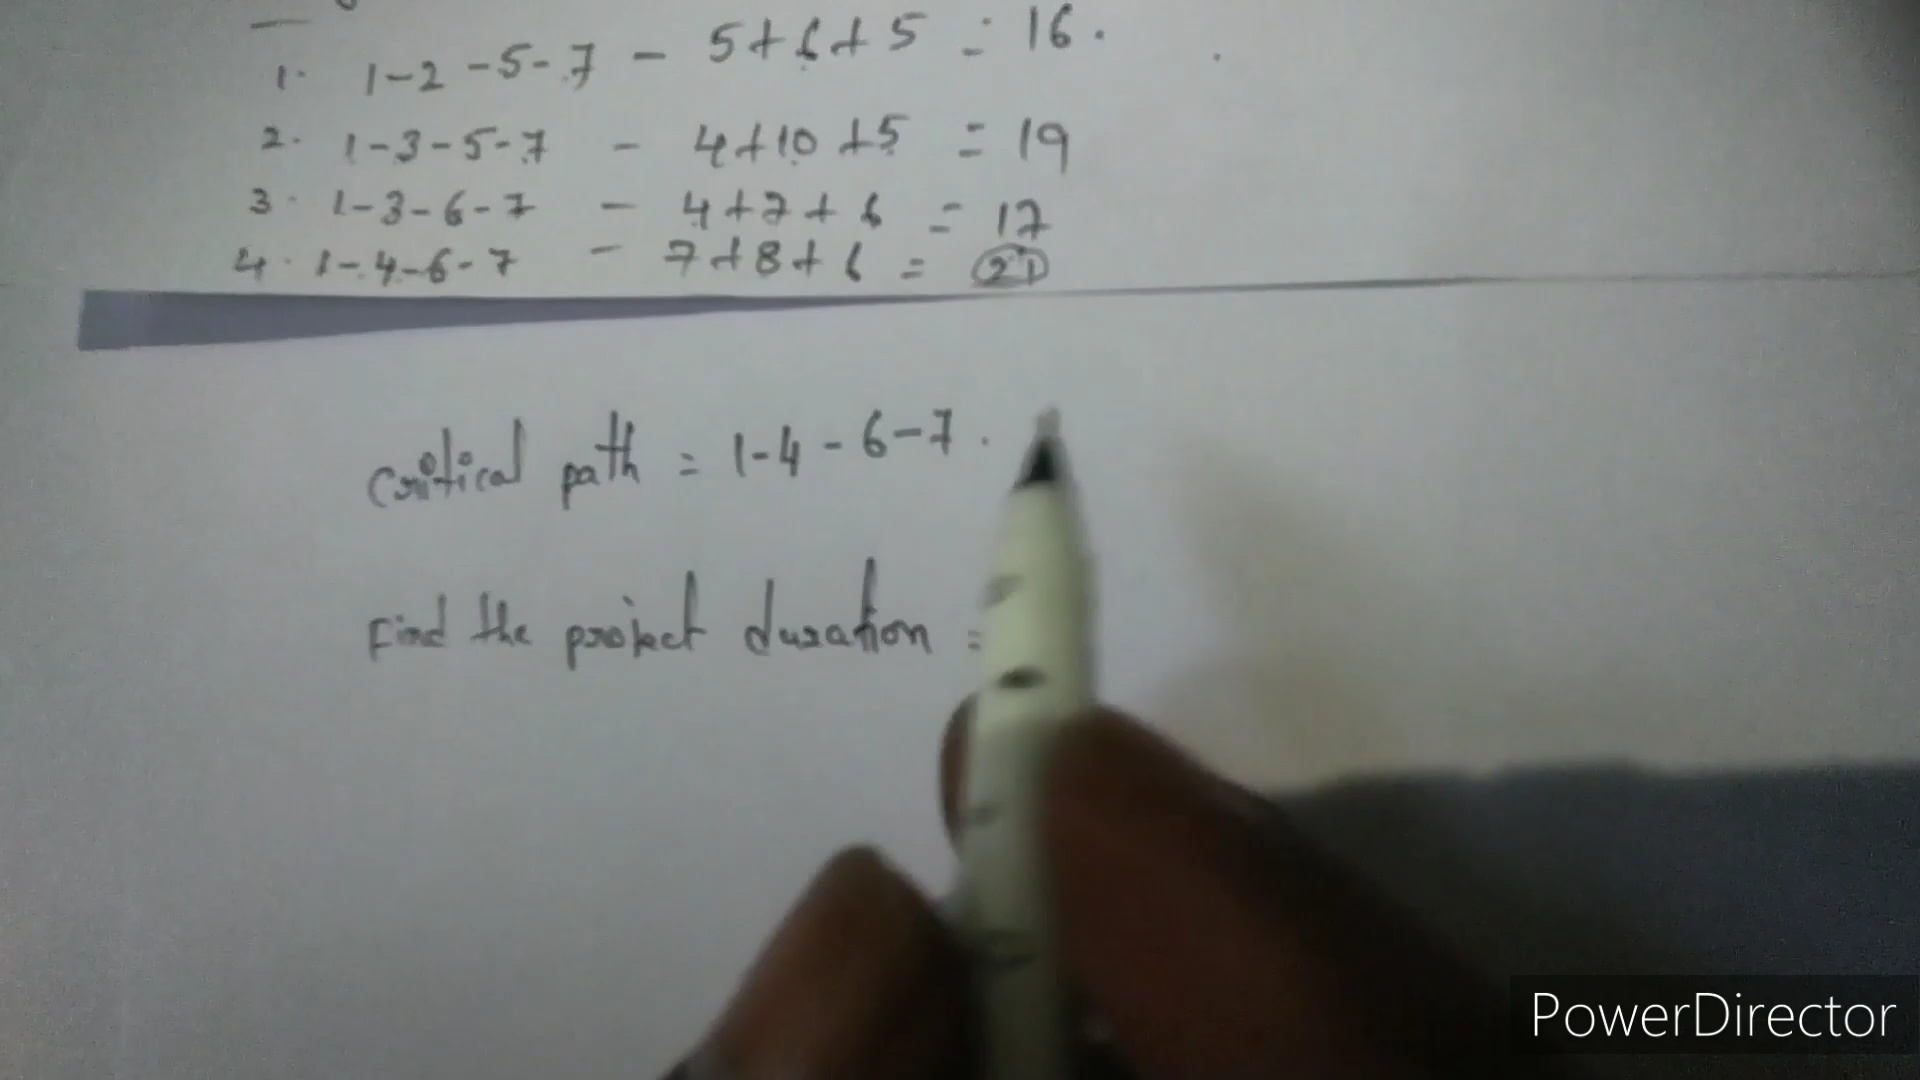 1. 1-2-5-7 - 5+6+5 = 16.
2. 1-3-5-7 - 4+10+5 = 19
3. 1-3-6-7 - 4+7+6 = 17
4. 1-4-6-7 - 7+8+6 = 21
Critical path = 1-4-6-7.
Find the project duration =
PowerDirector